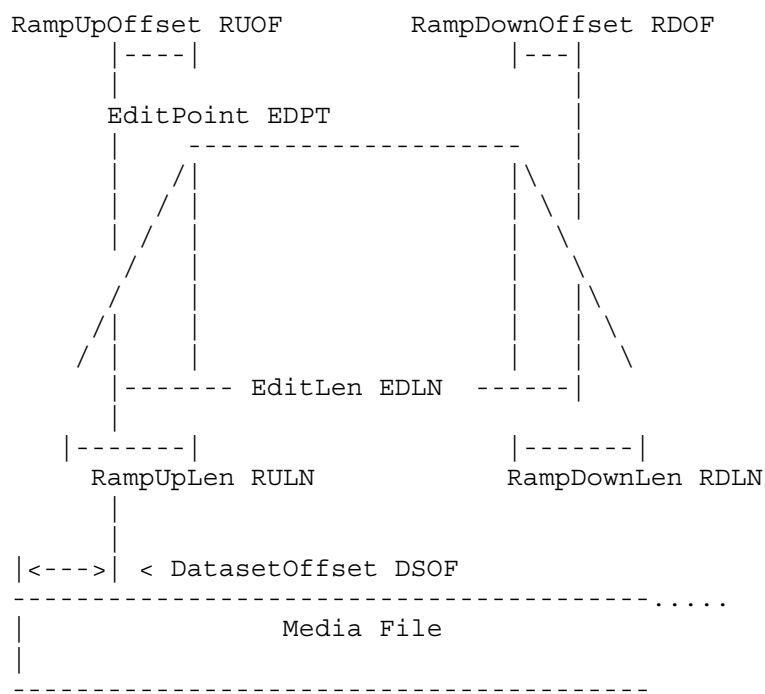 RampUpOffset RUOF RampDownOffset RDOF
EditPoint EDPT
EditLen EDLN
RampUpLen RULN RampDownLen RDLN
|<--->| < DatasetOffset DSOF
Media File